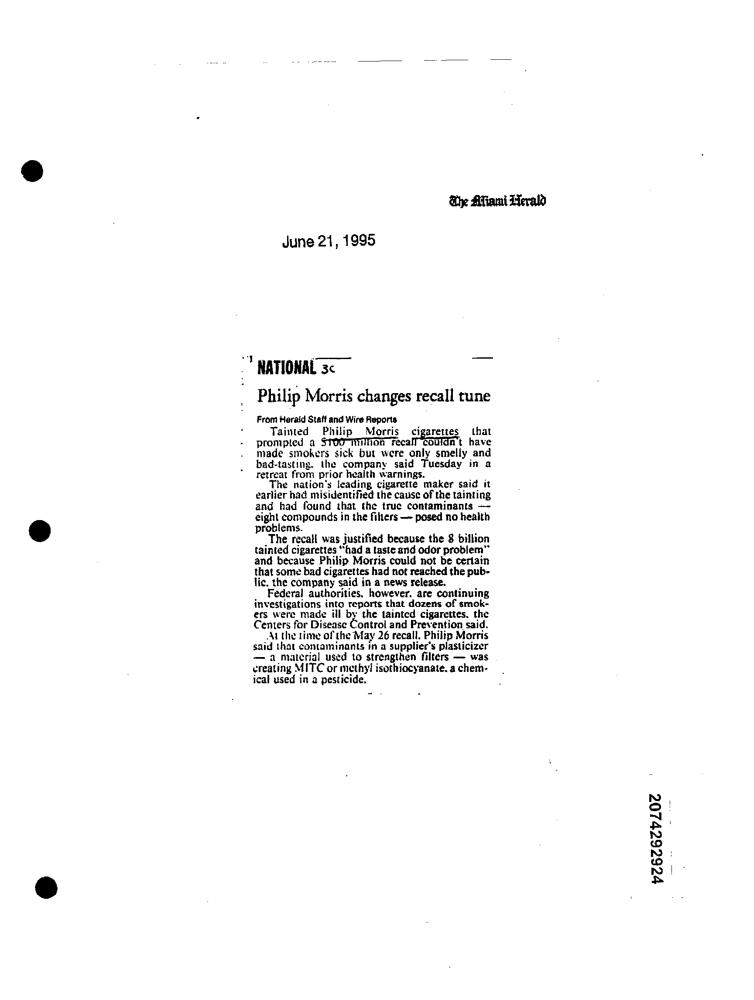 The Miami Herald
June 21, 1995
NATIONAL 3C
Philip Morris changes recall tune
From Herald Staff and Wire Reports
Tainted Philip Morris cigarettes that
prompted a $100 million recall couldn't have
made smokers sick but were only smelly and
bad-tasting, the company said Tuesday in a
retreat from prior health warnings.
The nation's leading cigarette maker said it
earlier had misidentified the cause of the tainting
and had found that the true contaminants —
eight compounds in the filters — posed no health
problems.
The recall was justified because the 8 billion
tainted cigarettes "had a taste and odor problem"
and because Philip Morris could not be certain
that some bad cigarettes had not reached the pub-
lic, the company said in a news release.
Federal authorities, however, are continuing
investigations into reports that dozens of smok-
ers were made ill by the tainted cigarettes, the
Centers for Disease Control and Prevention said.
At the time of the May 26 recall, Philip Morris
said that contaminants in a supplier's plasticizer
— a material used to strengthen filters — was
creating MITC or methyl isothiocyanate, a chem-
ical used in a pesticide.
2074292924